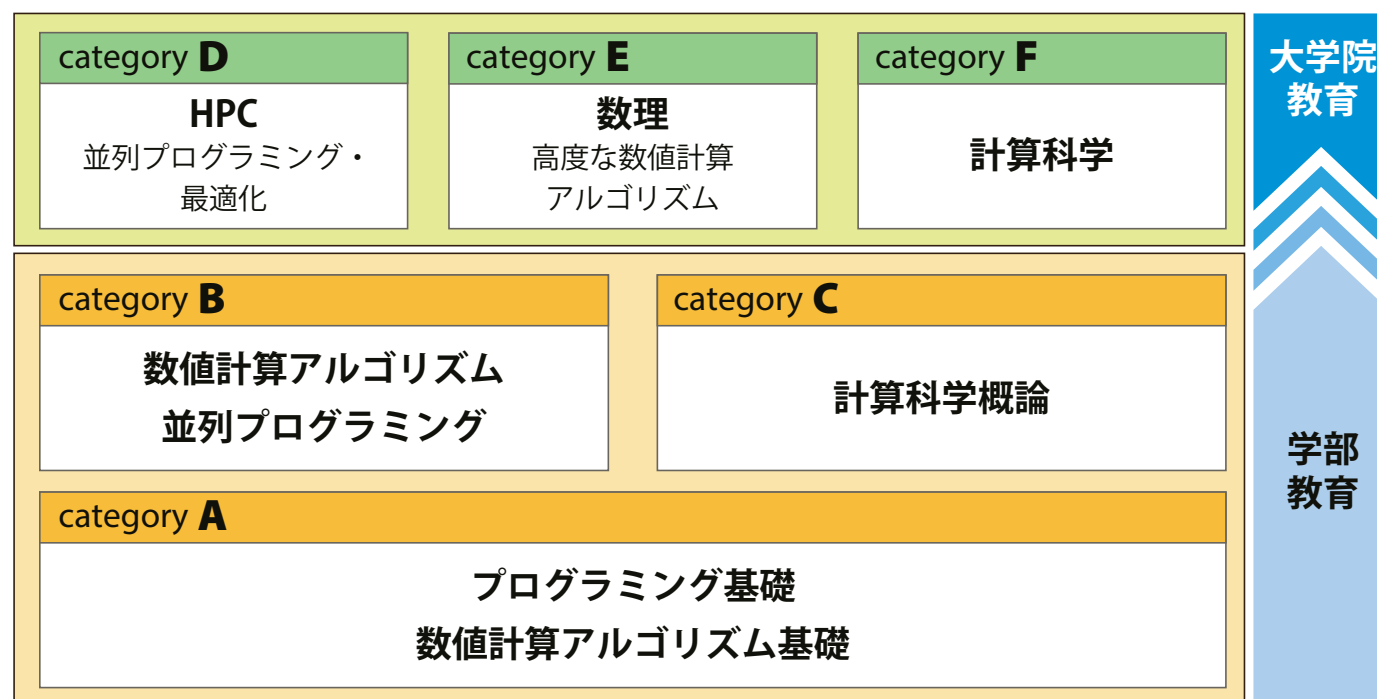 category D
HPC
並列プログラミング・
最適化
category E
数理
高度な数値計算
アルゴリズム
category F
計算科学
大学院
教育
category B
数値計算アルゴリズム
並列プログラミング
category C
計算科学概論
学部
教育
category A
プログラミング基礎
数値計算アルゴリズム基礎